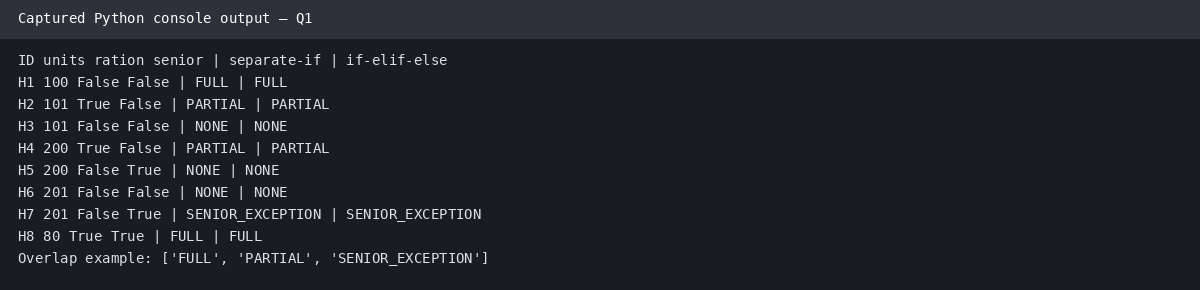 Captured Python console output — Q1
ID units ration senior | separate-if | if-elif-else
H1 100 False False | FULL | FULL
H2 101 True False | PARTIAL | PARTIAL
H3 101 False False | NONE | NONE
H4 200 True False | PARTIAL | PARTIAL
H5 200 False True | NONE | NONE
H6 201 False False | NONE | NONE
H7 201 False True | SENIOR_EXCEPTION | SENIOR_EXCEPTION
H8 80 True True | FULL | FULL
Overlap example: ['FULL', 'PARTIAL', 'SENIOR_EXCEPTION']